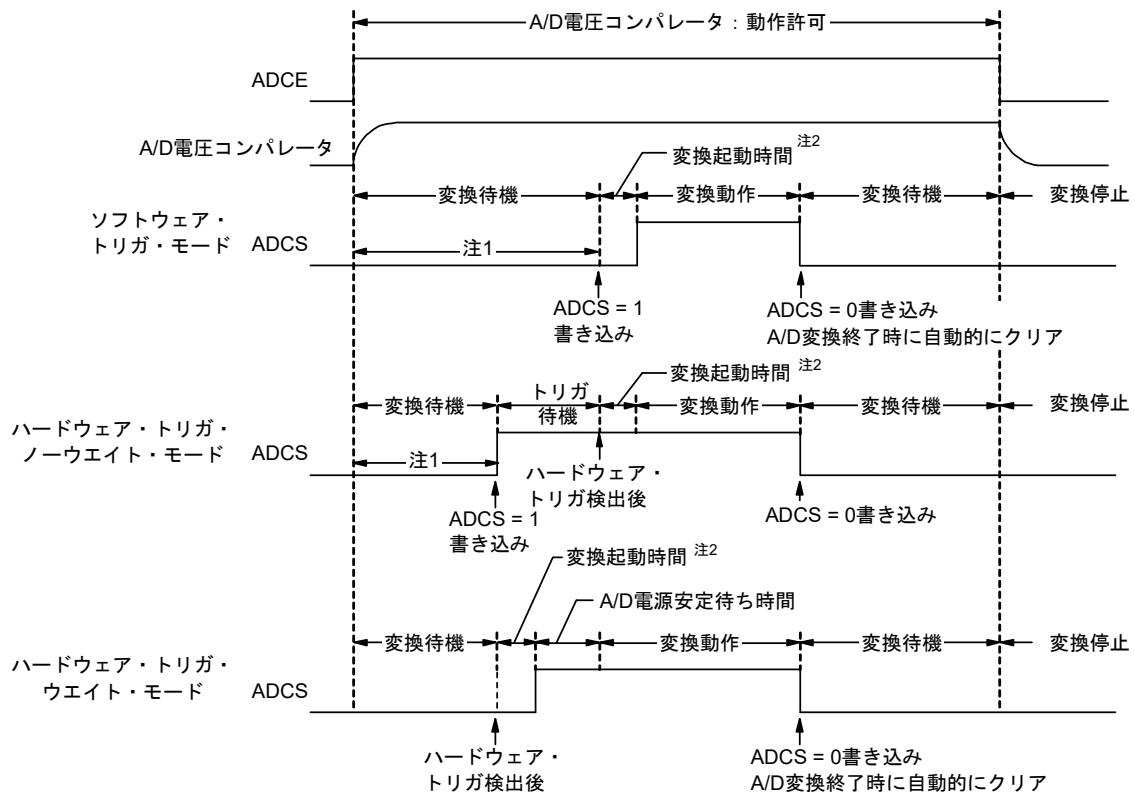 A/D電圧コンパレータ：動作許可
ADCE
A/D電圧コンパレータ
変換起動時間 注2
変換待機
変換動作
変換待機
変換停止
ソフトウェア・
トリガ・モード
ADCS
注1
ADCS = 1
書き込み
ADCS = 0書き込み
A/D変換終了時に自動的にクリア
変換起動時間 注2
変換待機
トリガ
待機
変換動作
変換待機
変換停止
ハードウェア・トリガ・
ノーウエイト・モード
ADCS
注1
ハードウェア・
トリガ検出後
ADCS = 1
書き込み
ADCS = 0書き込み
変換起動時間 注2
A/D電源安定待ち時間
変換待機
変換動作
変換待機
変換停止
ハードウェア・トリガ・
ウエイト・モード
ADCS
ハードウェア・
トリガ検出後
ADCS = 0書き込み
A/D変換終了時に自動的にクリア